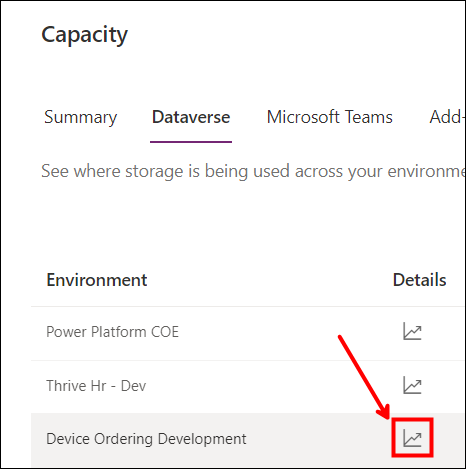 Capacity
Summary Dataverse Microsoft Teams Add-
See where storage is being used across your environme
Environment Details
Power Platform COE
Thrive Hr - Dev
Device Ordering Development